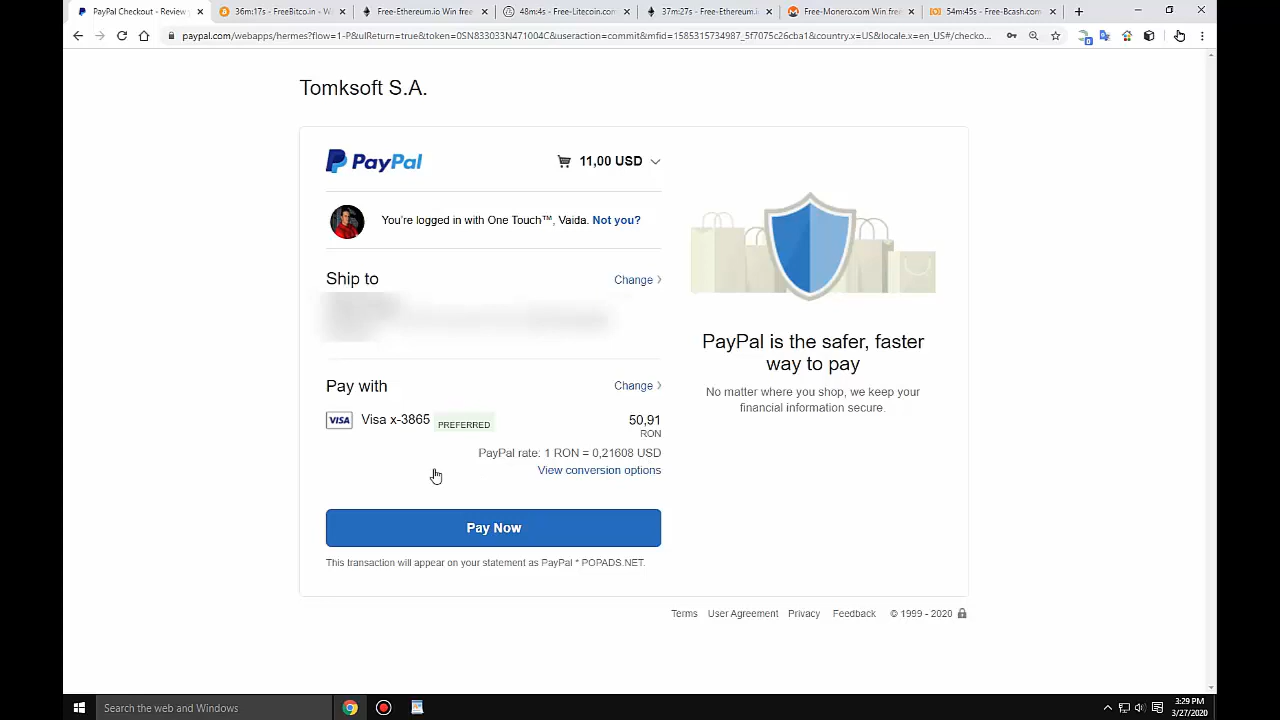 PayPal Checkout - Review
36m:17s - FreeBitco.in - W
Free-Ethereum.io Win free
48m:4s - Free-Litecoin.com
37m:27s - Free-Ethereum.i
Free-Monero.com Win free
54m:45s - Free-Bcash.com
paypal.com/webapps/hermes?flow=1-P&ulReturn=true&token=0SN833033N471004C&useraction=commit&mfid=1585315734987_5f7075c26cba1&country.x=US&locale.x=en_US#/checko...
Tomksoft S.A.
PayPal
11,00 USD
You're logged in with One Touch™, Vaida. Not you?
Ship to
Change
Pay with
Change
VISA
Visa x-3865 PREFERRED
50,91
RON
PayPal rate: 1 RON = 0,21608 USD
View conversion options
Pay Now
This transaction will appear on your statement as PayPal * POPADS.NET.
PayPal is the safer, faster
way to pay
No matter where you shop, we keep your
financial information secure.
Terms User Agreement Privacy Feedback © 1999 - 2020
Search the web and Windows
3:29 PM
3/27/2020